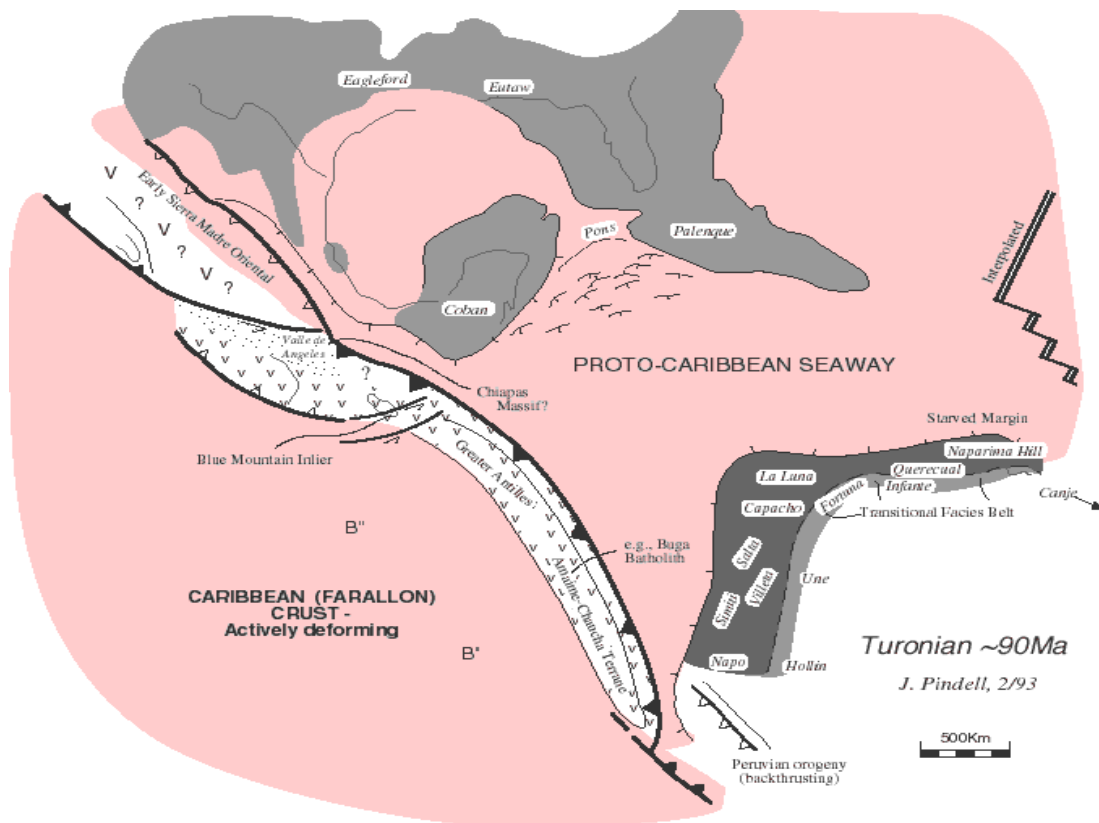 Eagleford
Eutaw
Early Sierra Madre Oriental
V
?
V
?
V
?
V
Pons
Palenque
Interpolated
Coban
Valle de
Angeles
?
PROTO-CARIBBEAN SEAWAY
Chiapas
Massif?
Starved Margin
Blue Mountain Inlier
Greater Antilles;
Naparima Hill
La Luna
Querecual
Infante
Fortuna
Canje
Capacho
Transitional Facies Belt
B"
e.g., Buga
Batholith
Amaime-Chaucha Terrane
Salta
Villeta
Simiti
Une
CARIBBEAN (FARALLON)
CRUST -
Actively deforming
B"
Napo
Hollin
Turonian ~90Ma
J. Pindell, 2/93
500Km
Peruvian orogeny
(backthrusting)